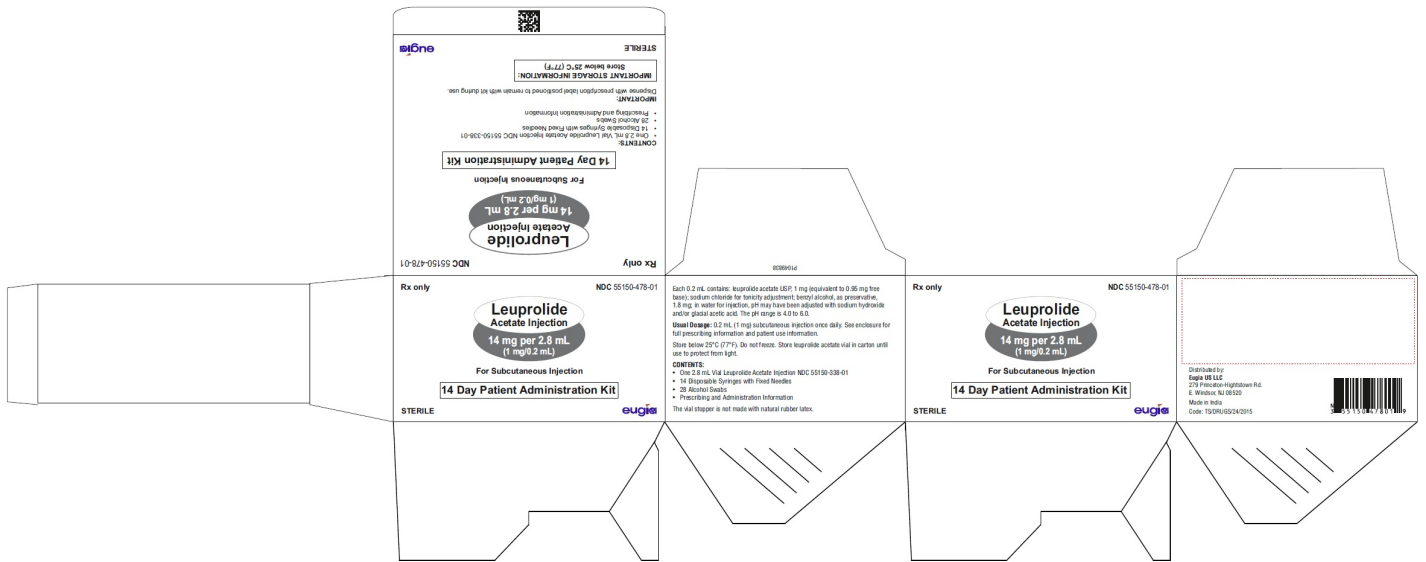 Rx only
NDC 55150-478-01
Leuprolide
Acetate Injection
14 mg per 2.8 mL
(1 mg/0.2 mL)
For Subcutaneous Injection
14 Day Patient Administration Kit
CONTENTS:
• One 2.8 mL Vial Leuprolide Acetate Injection NDC 55150-338-01
• 14 Disposable Syringes with Fixed Needles
• 28 Alcohol Swabs
• Prescribing and Administration Information
IMPORTANT:
Dispense with prescription label positioned to remain with kit during use.
IMPORTANT STORAGE INFORMATION:
Store below 25°C (77°F)
STERILE
eugia
Rx only
NDC 55150-478-01
Leuprolide
Acetate Injection
14 mg per 2.8 mL
(1 mg/0.2 mL)
For Subcutaneous Injection
14 Day Patient Administration Kit
STERILE
eugia
P1049838
Each 0.2 mL contains: leuprolide acetate USP, 1 mg (equivalent to 0.95 mg free
base); sodium chloride for tonicity adjustment; benzyl alcohol, as preservative,
1.8 mg; in water for injection, pH may have been adjusted with sodium hydroxide
and/or glacial acetic acid. The pH range is 4.0 to 6.0.
Usual Dosage: 0.2 mL (1 mg) subcutaneous injection once daily. See enclosure for
full prescribing information and patient use information.
Store below 25°C (77°F). Do not freeze. Store leuprolide acetate vial in carton until
use to protect from light.
CONTENTS:
• One 2.8 mL Vial Leuprolide Acetate Injection NDC 55150-338-01
• 14 Disposable Syringes with Fixed Needles
• 28 Alcohol Swabs
• Prescribing and Administration Information
The vial stopper is not made with natural rubber latex.
Rx only
NDC 55150-478-01
Leuprolide
Acetate Injection
14 mg per 2.8 mL
(1 mg/0.2 mL)
For Subcutaneous Injection
14 Day Patient Administration Kit
STERILE
eugia
Distributed by:
Eugia US LLC
279 Princeton-Hightstown Rd.
E. Windsor, NJ 08520
Made in India
Code: TS/DRUGS/24/2015
N
3 55150 47801 9